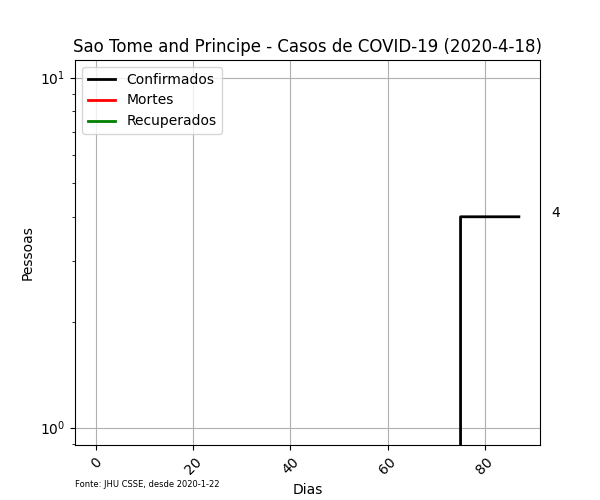 Sao Tome and Principe - Casos de COVID-19 (2020-4-18)
Confirmados
Mortes
Recuperados
10¹
10⁰
Pessoas
4
0
20
40
60
80
Fonte: JHU CSSE, desde 2020-1-22
Dias